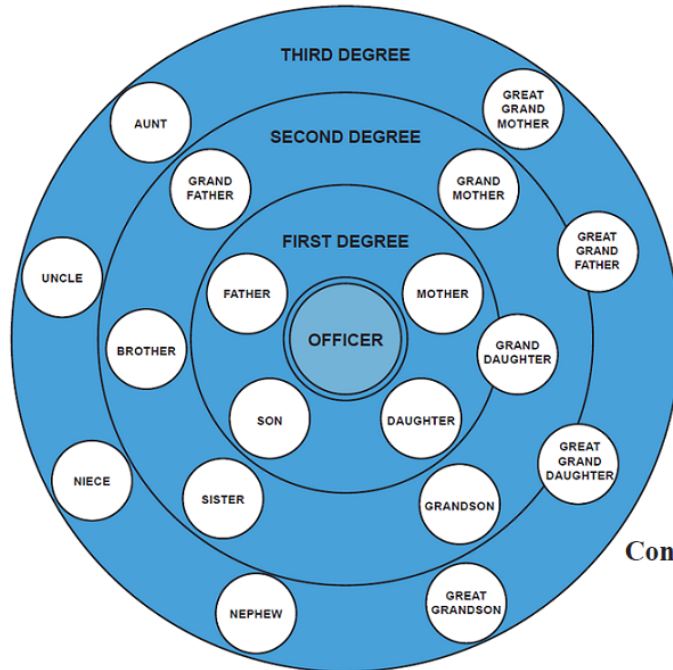 THIRD DEGREE
AUNT
GREAT
GRAND
MOTHER
SECOND DEGREE
GRAND
FATHER
GRAND
MOTHER
FIRST DEGREE
GREAT
GRAND
FATHER
UNCLE
FATHER
MOTHER
OFFICER
BROTHER
GRAND
DAUGHTER
SON
DAUGHTER
GREAT
GRAND
DAUGHTER
NIECE
SISTER
GRANDSON
Con
NEPHEW
GREAT
GRANDSON